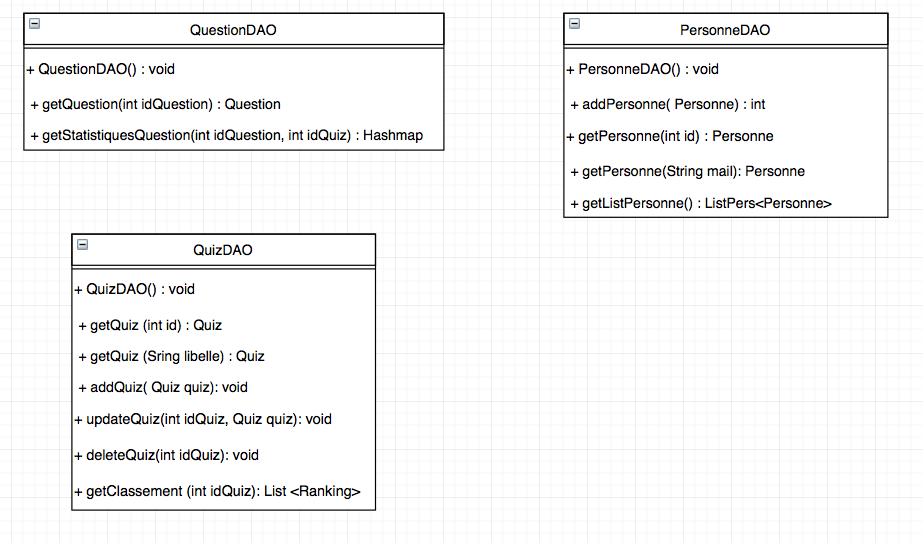 QuestionDAO
+ QuestionDAO() : void
+ getQuestion(int idQuestion) : Question
+ getStatistiquesQuestion(int idQuestion, int idQuiz) : Hashmap
PersonneDAO
+ PersonneDAO() : void
+ addPersonne( Personne) : int
+ getPersonne(int id) : Personne
+ getPersonne(String mail): Personne
+ getListPersonne() : ListPers<Personne>
QuizDAO
+ QuizDAO() : void
+ getQuiz (int id) : Quiz
+ getQuiz (Sring libelle) : Quiz
+ addQuiz( Quiz quiz): void
+ updateQuiz(int idQuiz, Quiz quiz): void
+ deleteQuiz(int idQuiz): void
+ getClassement (int idQuiz): List <Ranking>